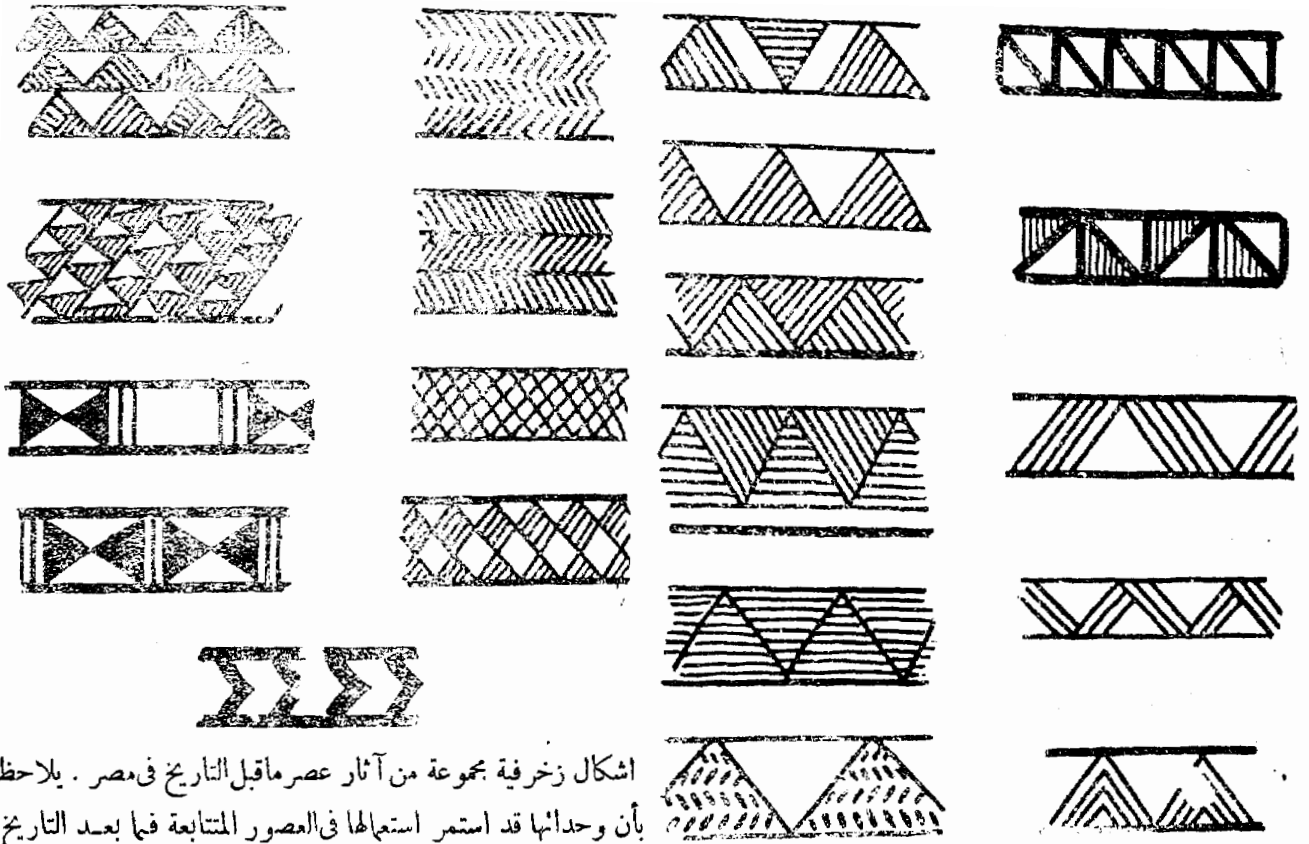 اشكال زخرفية مجموعة من آثار عصر ماقبل التاريخ فى مصر . يلاحظ
بأن وحداتها قد استمر استعمالها فى العصور المتتابعة فيما بعد التاريخ